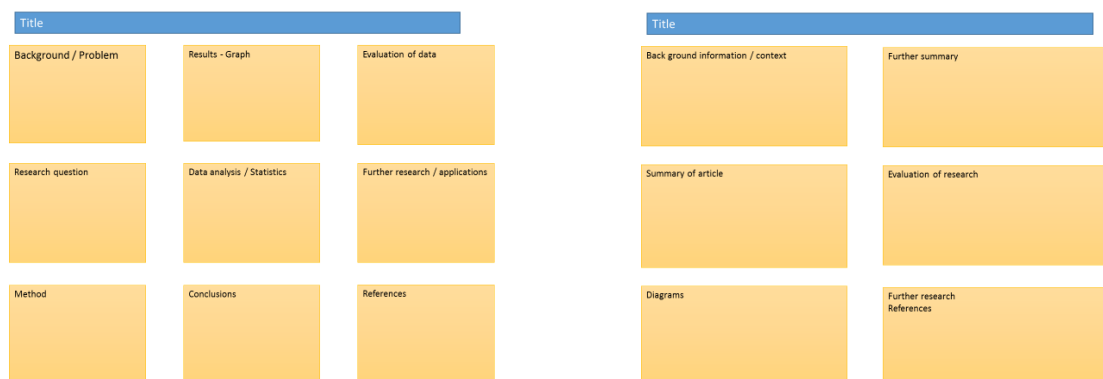 Title
Background / Problem
Research question
Method
Results - Graph
Data analysis / Statistics
Conclusions
Evaluation of data
Further research / applications
References
Title
Back ground information / context
Summary of article
Diagrams
Further summary
Evaluation of research
Further research
References